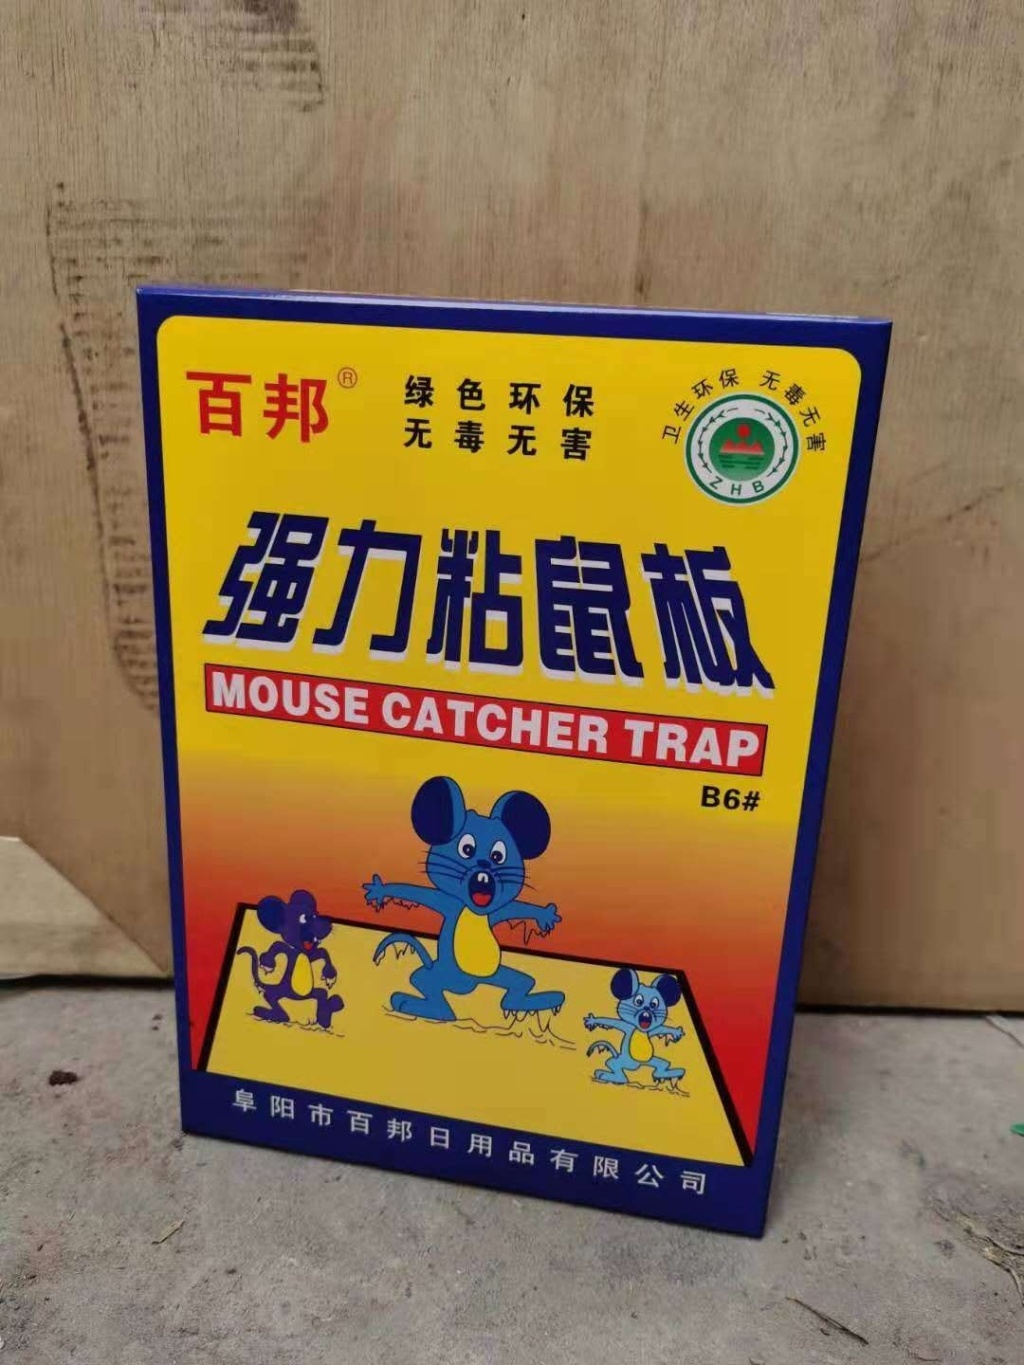 百邦®
绿色环保
无毒无害
卫生环保 无毒无害
ZHB
强力粘鼠板
MOUSE CATCHER TRAP
B6#
阜阳市百邦日用品有限公司